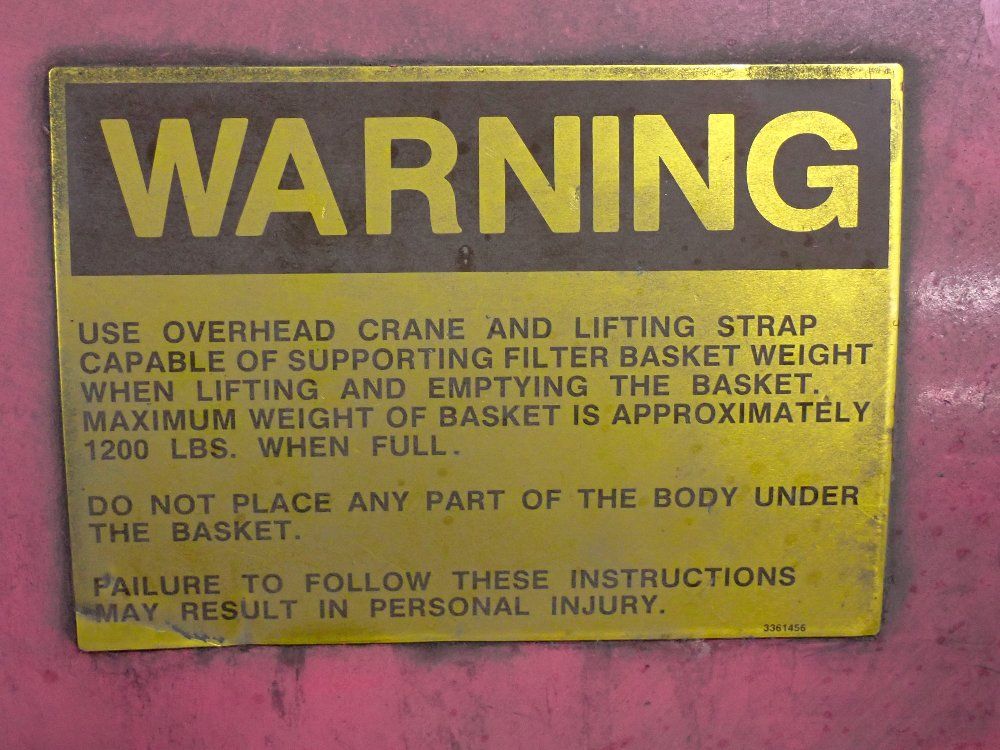 WARNING
USE OVERHEAD CRANE AND LIFTING STRAP
CAPABLE OF SUPPORTING FILTER BASKET WEIGHT
WHEN LIFTING AND EMPTYING THE BASKET.
MAXIMUM WEIGHT OF BASKET IS APPROXIMATELY
1200 LBS. WHEN FULL.
DO NOT PLACE ANY PART OF THE BODY UNDER
THE BASKET.
FAILURE TO FOLLOW THESE INSTRUCTIONS
MAY RESULT IN PERSONAL INJURY.
3361456